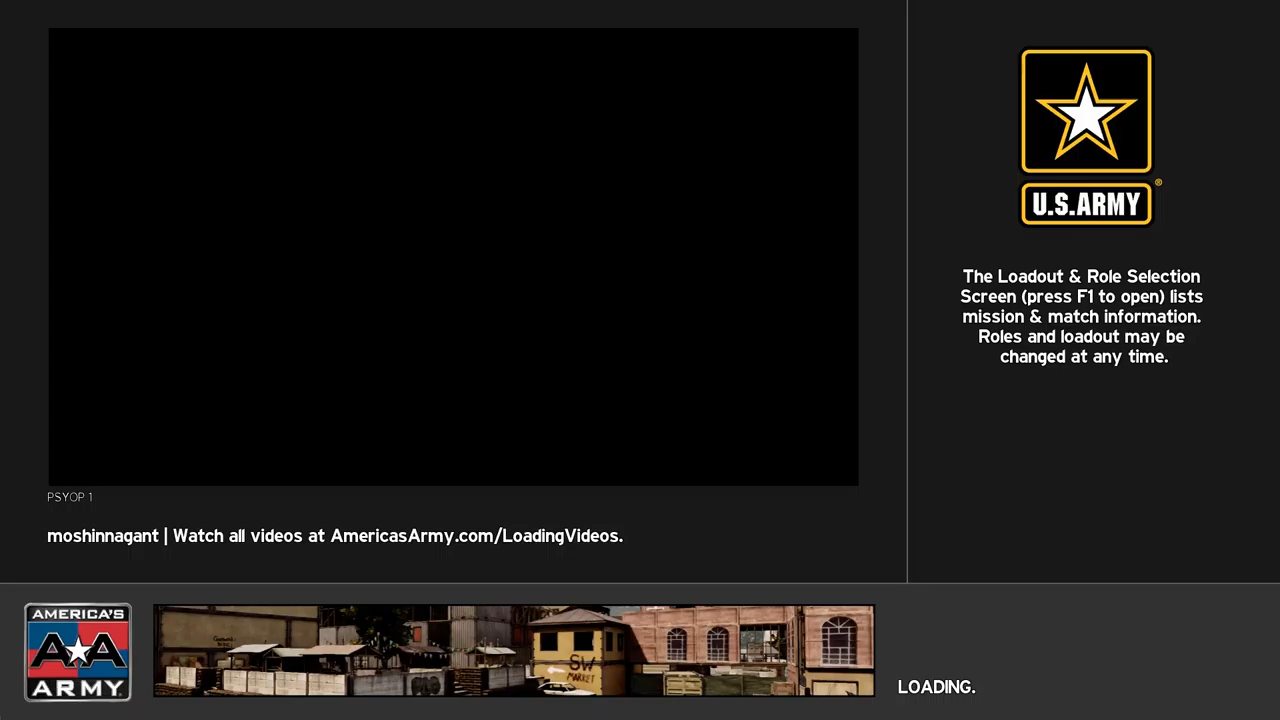 U.S.ARMY
®
The Loadout & Role Selection
Screen (press F1 to open) lists
mission & match information.
Roles and loadout may be
changed at any time.
PSYOP 1
moshinnagant | Watch all videos at AmericasArmy.com/LoadingVideos.
AMERICA'S
AA
ARMY
SW
MARKET
LOADING.